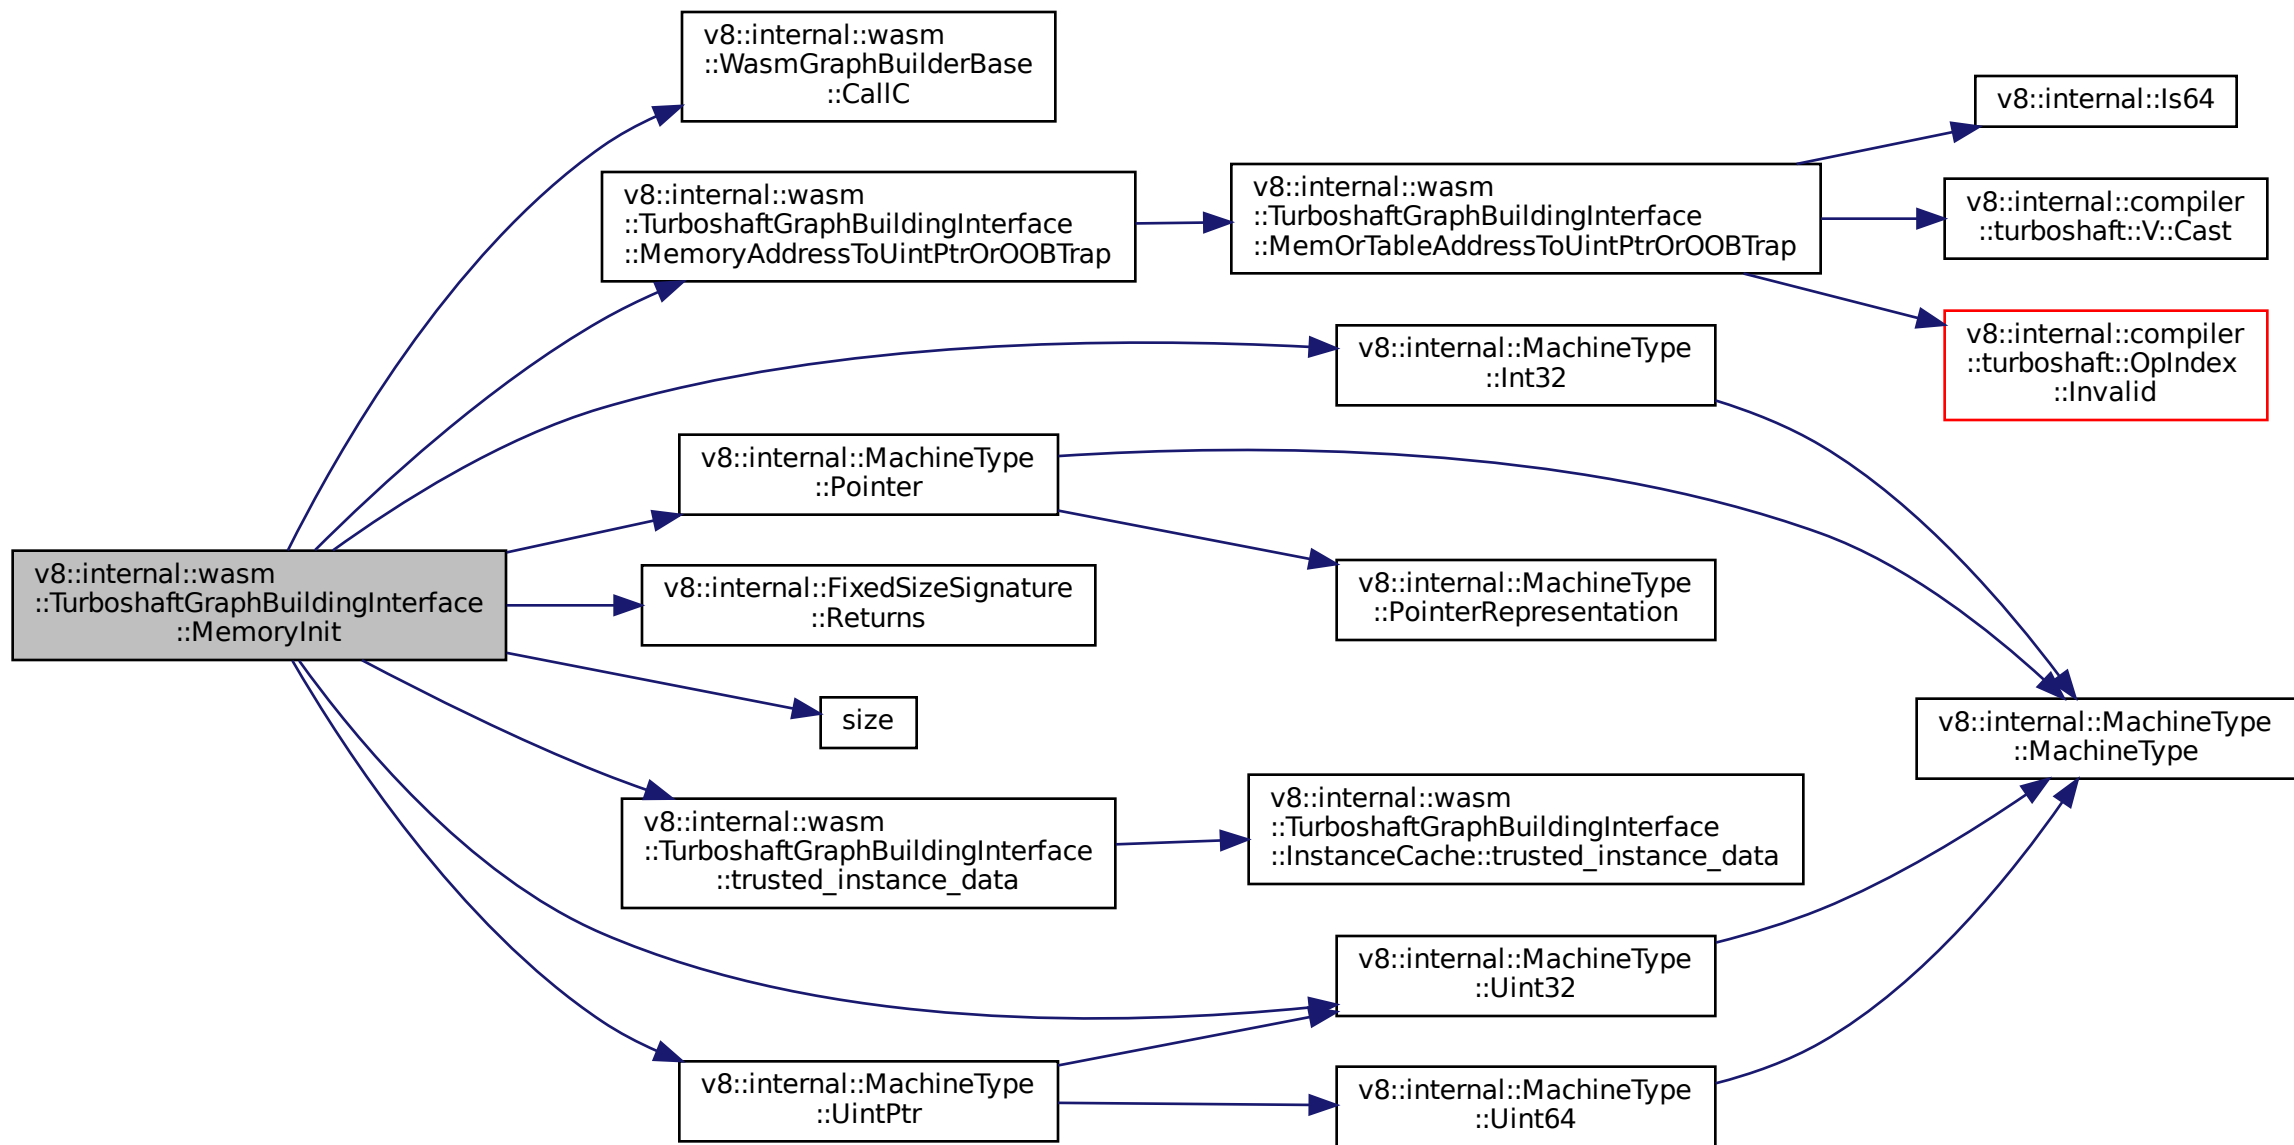 v8::internal::wasm
::TurboshaftGraphBuildingInterface
::MemoryInit
v8::internal::wasm
::WasmGraphBuilderBase
::CallC
v8::internal::wasm
::TurboshaftGraphBuildingInterface
::MemoryAddressToUintPtrOrOOBTrap
v8::internal::wasm
::TurboshaftGraphBuildingInterface
::MemOrTableAddressToUintPtrOrOOBTrap
v8::internal::Is64
v8::internal::compiler
::turboshaft::V::Cast
v8::internal::compiler
::turboshaft::OpIndex
::Invalid
v8::internal::MachineType
::Int32
v8::internal::MachineType
::Pointer
v8::internal::MachineType
::PointerRepresentation
v8::internal::FixedSizeSignature
::Returns
size
v8::internal::MachineType
::MachineType
v8::internal::wasm
::TurboshaftGraphBuildingInterface
::trusted_instance_data
v8::internal::wasm
::TurboshaftGraphBuildingInterface
::InstanceCache::trusted_instance_data
v8::internal::MachineType
::Uint32
v8::internal::MachineType
::UintPtr
v8::internal::MachineType
::Uint64